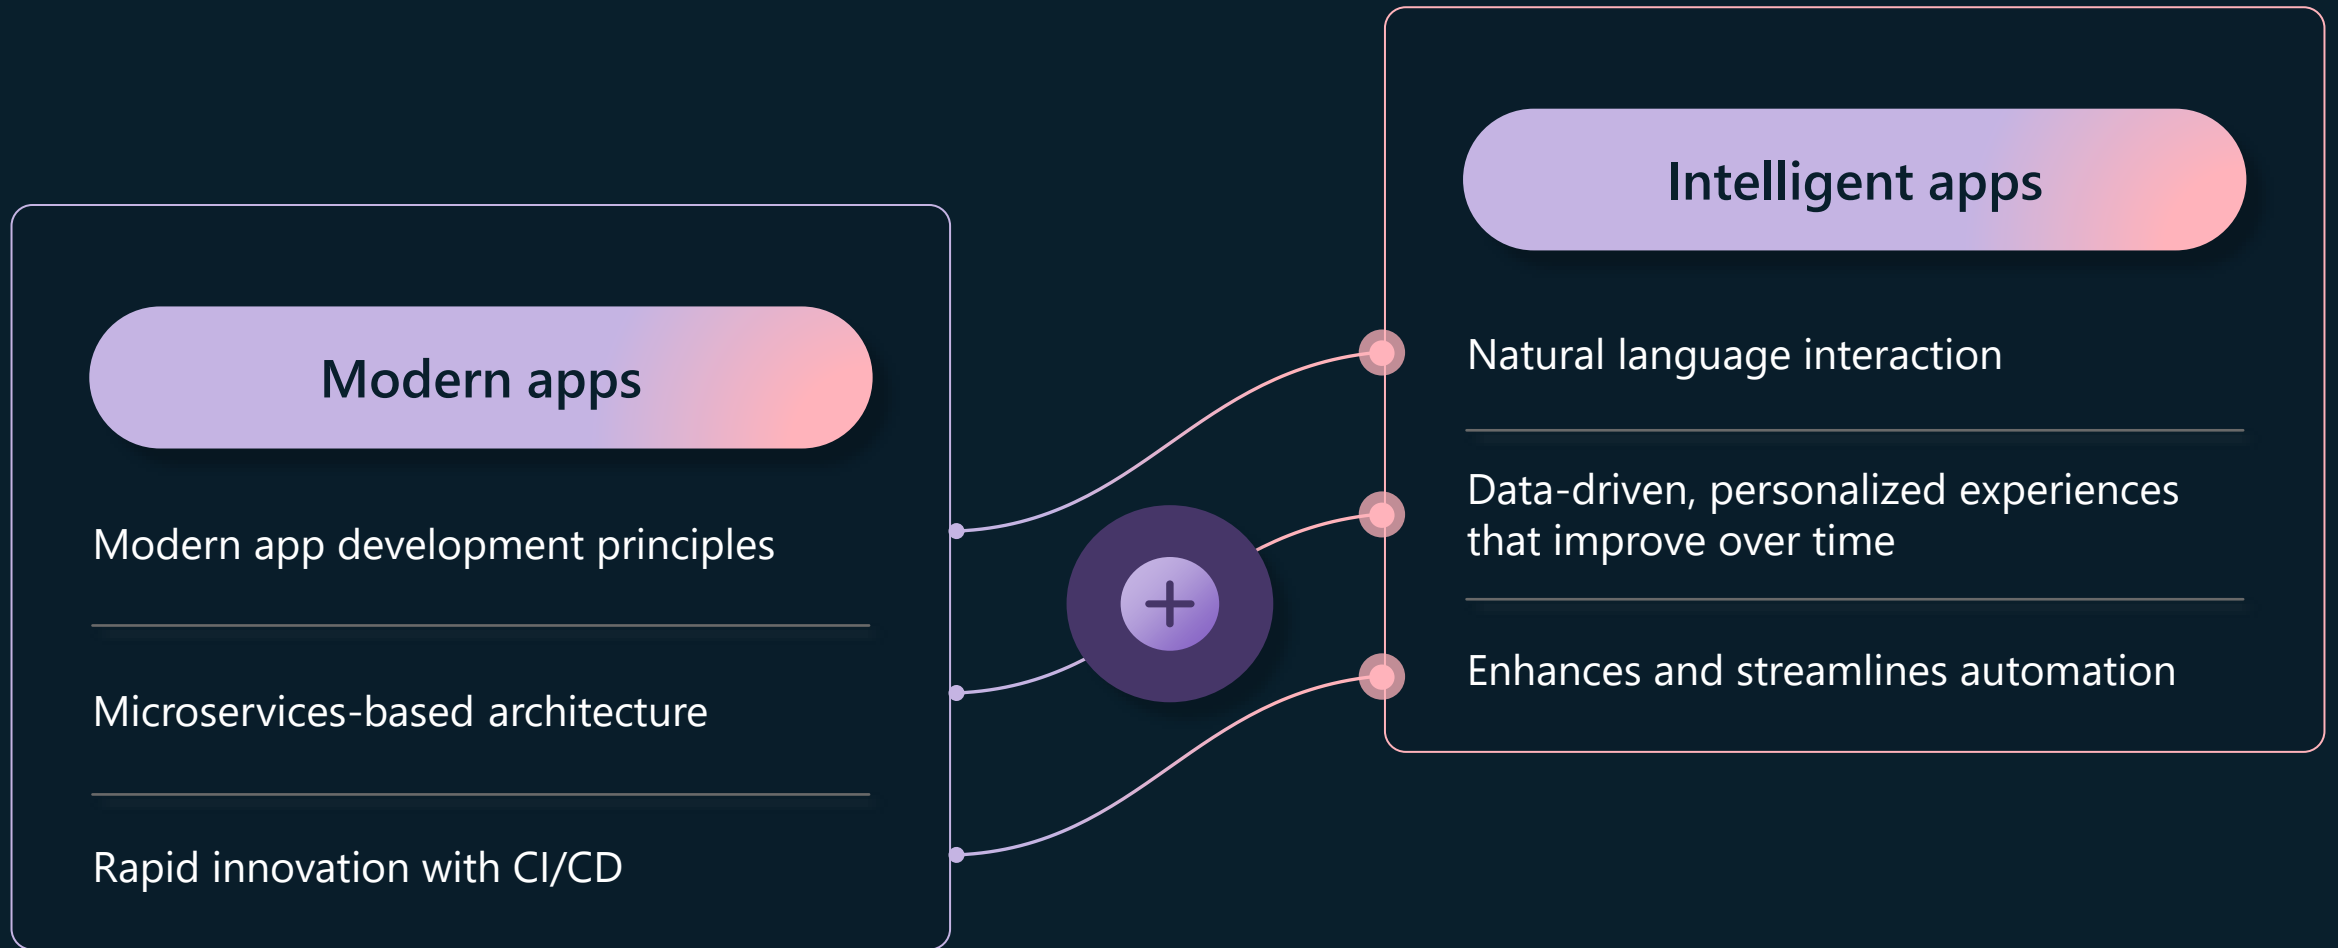 Modern apps
Modern app development principles
Microservices-based architecture
Rapid innovation with CI/CD
Intelligent apps
Natural language interaction
Data-driven, personalized experiences
that improve over time
Enhances and streamlines automation